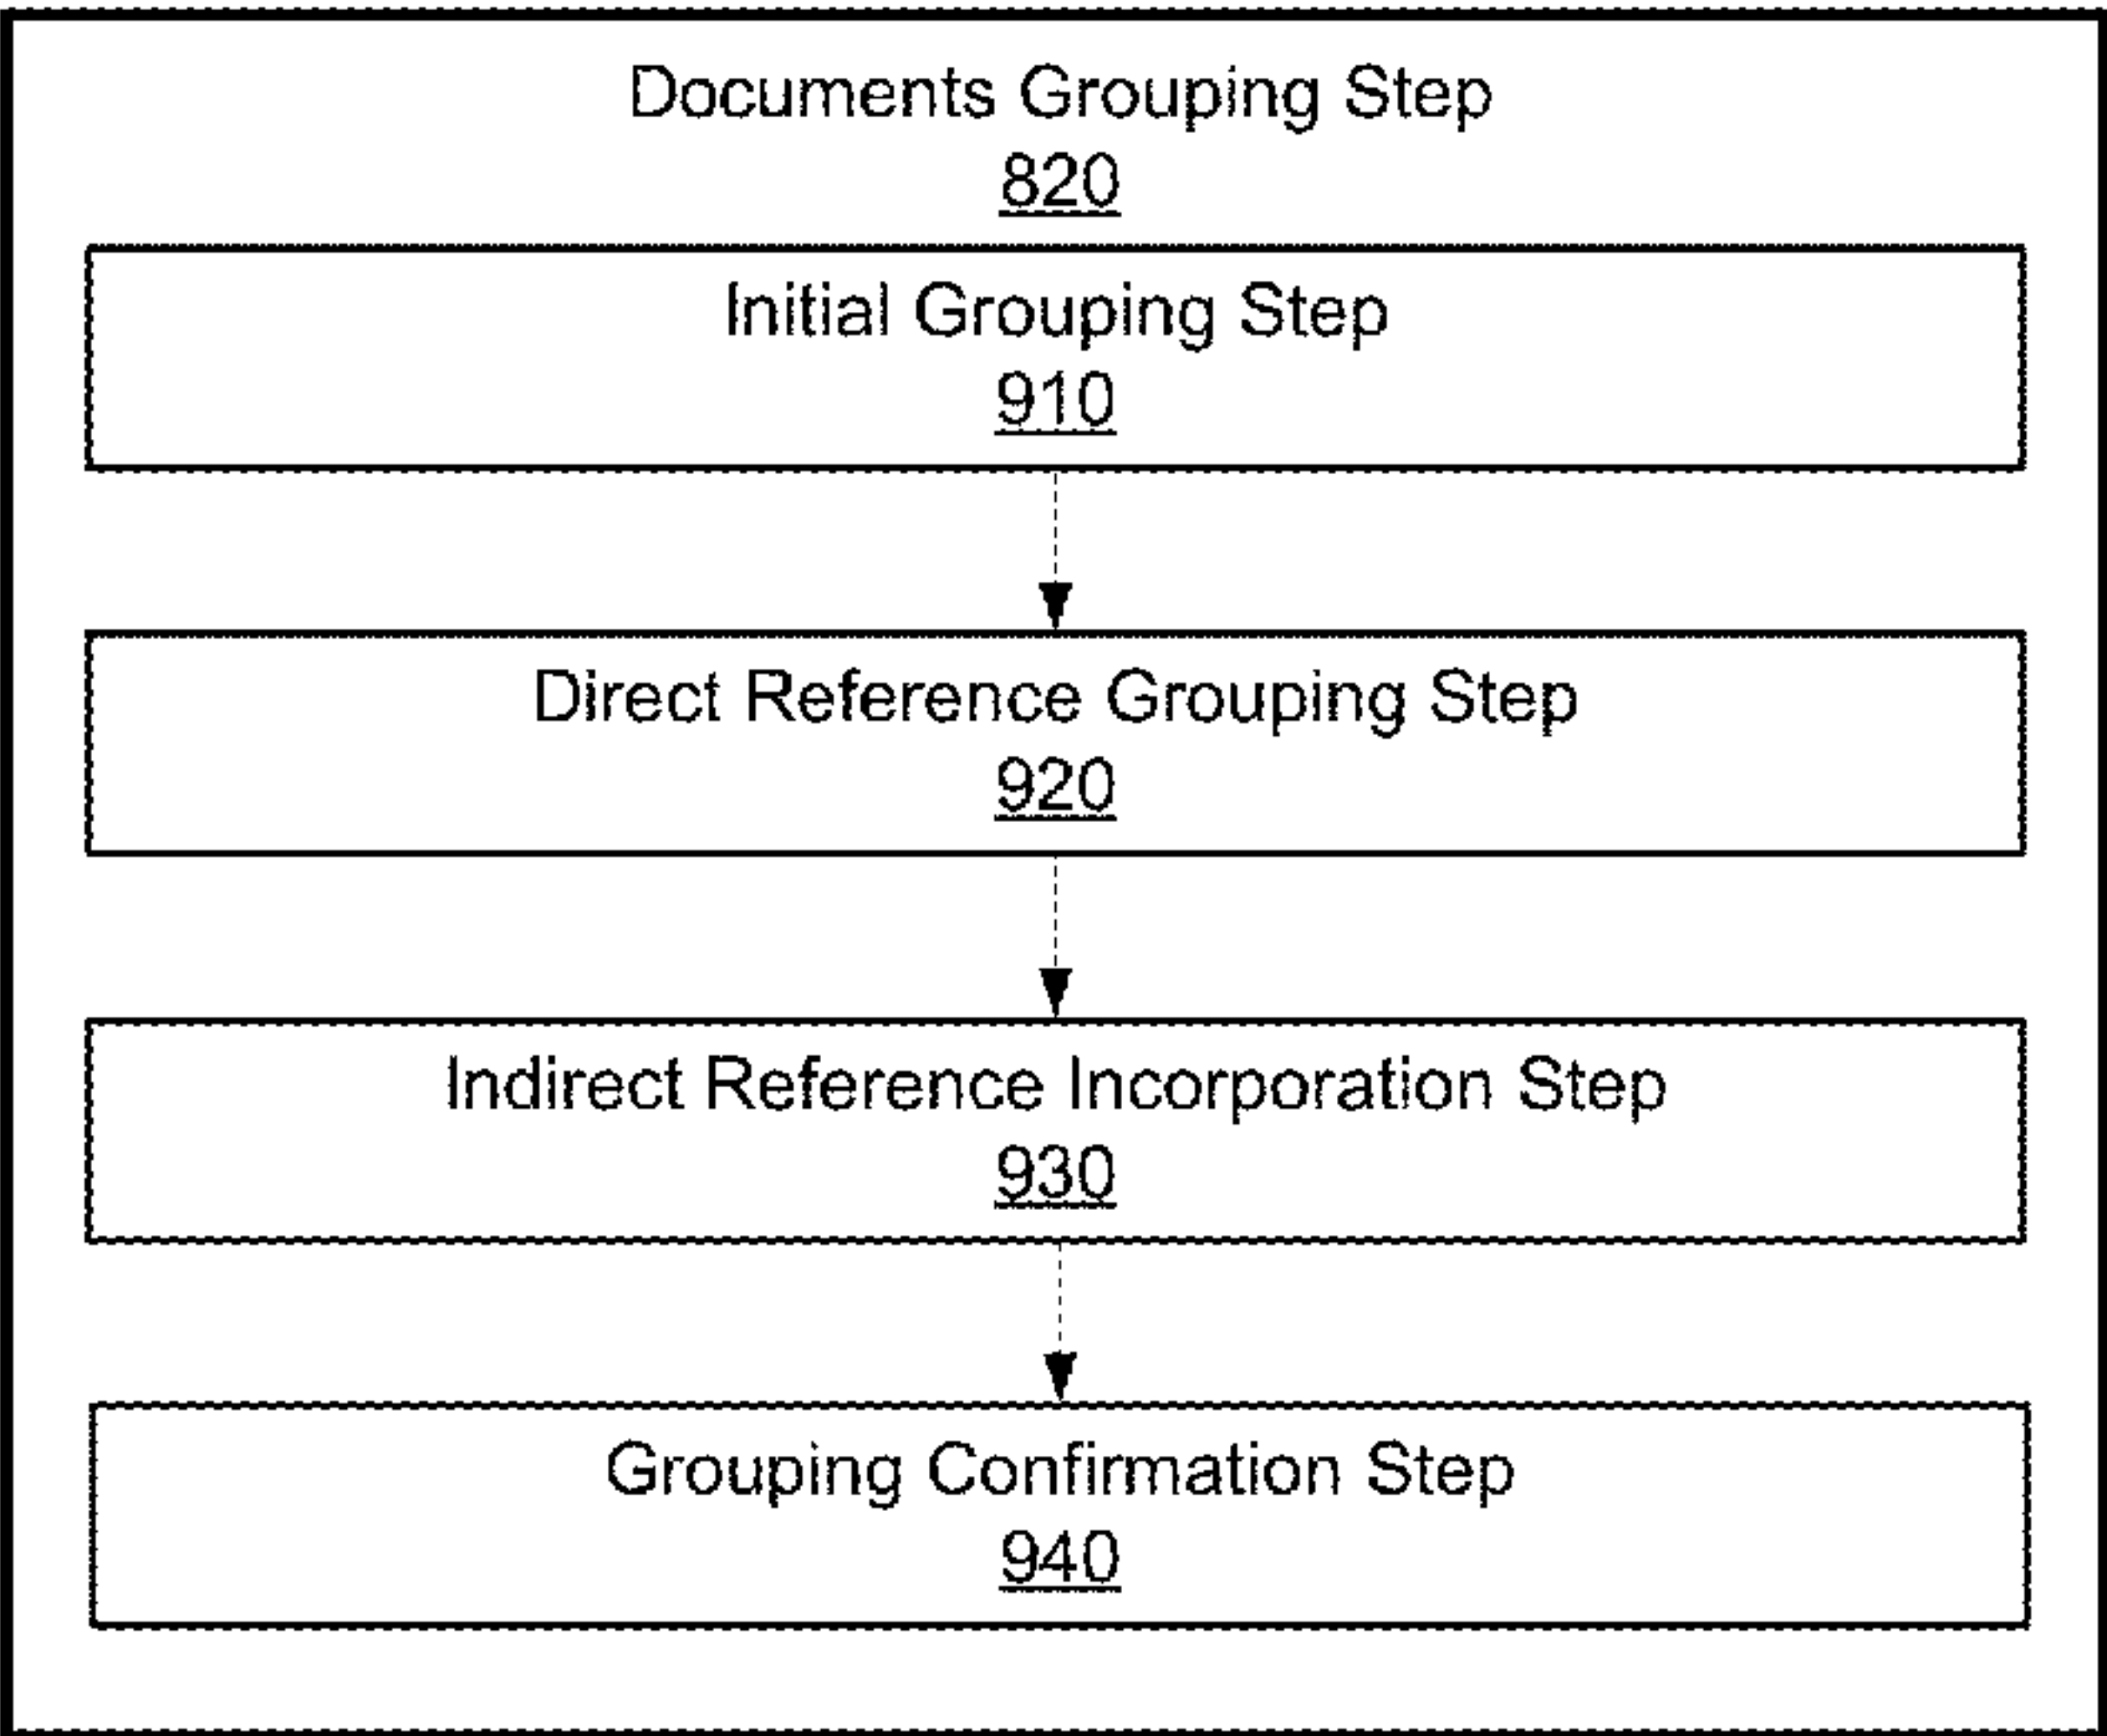 Documents Grouping Step
820
Initial Grouping Step
910
Direct Reference Grouping Step
920
Indirect Reference Incorporation Step
930
Grouping Confirmation Step
940